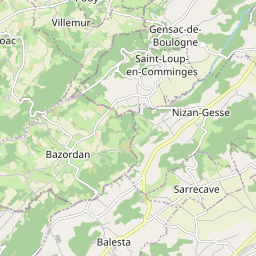 Villemur
Gensac-de-
Boulogne
Saint-Loup-
en-Comminges
Nizan-Gesse
Bazordan
Sarrecave
Balesta